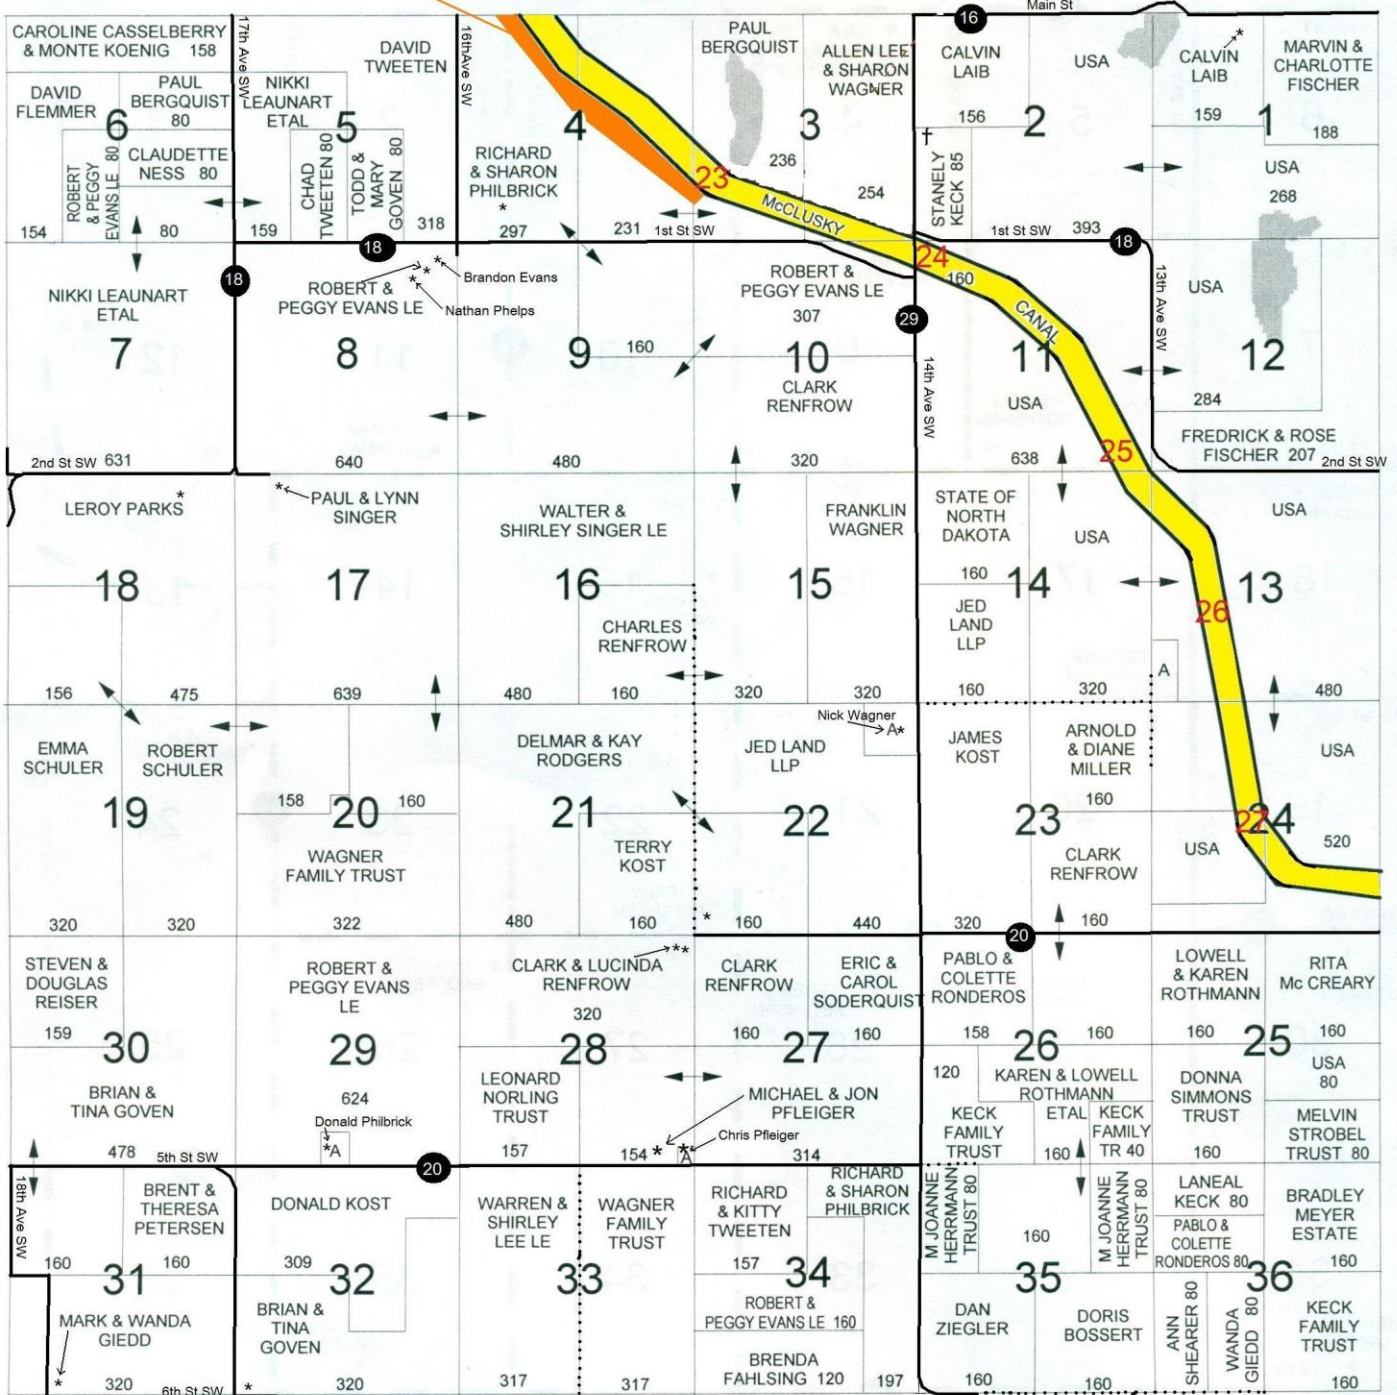 Main St
16
CAROLINE CASSELBERRY
& MONTE KOENIG 158
17th Ave SW
DAVID
TWEETEN
16thAve SW
PAUL
BERGQUIST
ALLEN LEE
& SHARON
WAGNER
CALVIN
LAIB
USA
CALVIN
LAIB
*
MARVIN &
CHARLOTTE
FISCHER
DAVID
FLEMMER
PAUL
BERGQUIST
80
NIKKI
LEAUNART
ETAL
6
5
4
3
156
2
159
1
188
ROBERT
& PEGGY
EVANS LE 80
CLAUDETTE
NESS 80
CHAD
TWEETEN 80
TODD &
MARY
GOVEN 80
RICHARD
& SHARON
PHILBRICK
*
236
23
254
STANELY
KECK 85
USA
268
154
80
159
318
297
231
1st St SW
McCLUSKY
1st St SW
393
18
18
24
160
18
NIKKI LEAUNART
ETAL
7
ROBERT &
PEGGY EVANS LE
* Brandon Evans
*
* Nathan Phelps
8
9
160
ROBERT &
PEGGY EVANS LE
307
10
CLARK
RENFROW
29
14th Ave SW
CANAL
11
USA
13th Ave SW
USA
12
284
2nd St SW 631
640
480
320
638
25
FREDRICK & ROSE
FISCHER 207
2nd St SW
LEROY PARKS
*
* PAUL & LYNN
SINGER
WALTER &
SHIRLEY SINGER LE
FRANKLIN
WAGNER
STATE OF
NORTH
DAKOTA
160
USA
USA
18
17
16
15
14
13
CHARLES
RENFROW
JED
LAND
LLP
26
A
156
475
639
480
160
320
320
160
320
480
EMMA
SCHULER
ROBERT
SCHULER
DELMAR & KAY
RODGERS
JED LAND
LLP
Nick Wagner
A*
JAMES
KOST
ARNOLD
& DIANE
MILLER
160
USA
19
158
20
160
21
22
23
27
24
WAGNER
FAMILY TRUST
TERRY
KOST
CLARK
RENFROW
USA
520
320
320
322
480
160
*
160
440
320
160
20
STEVEN &
DOUGLAS
REISER
159
ROBERT &
PEGGY EVANS
LE
CLARK & LUCINDA
RENFROW
**
320
CLARK
RENFROW
160
ERIC &
CAROL
SODERQUIST
160
PABLO &
COLETTE
RONDEROS
158
160
LOWELL
& KAREN
ROTHMANN
160
RITA
Mc CREARY
160
30
29
28
27
26
25
BRIAN &
TINA GOVEN
624
LEONARD
NORLING
TRUST
MICHAEL & JON
PFLEIGER
120
KAREN & LOWELL
ROTHMANN
ETAL
KECK
FAMILY
TRUST
KECK
FAMILY
TR 40
DONNA
SIMMONS
TRUST
USA
80
MELVIN
STROBEL
TRUST 80
Donald Philbrick
*A
Chris Pfleiger
478
5th St SW
157
154
*
*
A
314
160
160
20
18th Ave SW
BRENT &
THERESA
PETERSEN
DONALD KOST
WARREN &
SHIRLEY
LEE LE
WAGNER
FAMILY
TRUST
RICHARD
& KITTY
TWEETEN
157
RICHARD
& SHARON
PHILBRICK
M JOANNE
HERRMANN
TRUST 80
160
M JOANNE
HERRMANN
TRUST 80
LANEAL
KECK 80
PABLO &
COLETTE
RONDEROS 80
BRADLEY
MEYER
ESTATE
160
160
31
160
309
32
33
34
35
36
MARK & WANDA
GIEDD
BRIAN &
TINA
GOVEN
ROBERT &
PEGGY EVANS LE 160
DAN
ZIEGLER
DORIS
BOSSERT
ANN
SHEARER 80
WANDA
GIEDD 80
KECK
FAMILY
TRUST
BRENDA
FAHLSING 120
*
320
6th St SW
*
320
317
317
197
160
160
160